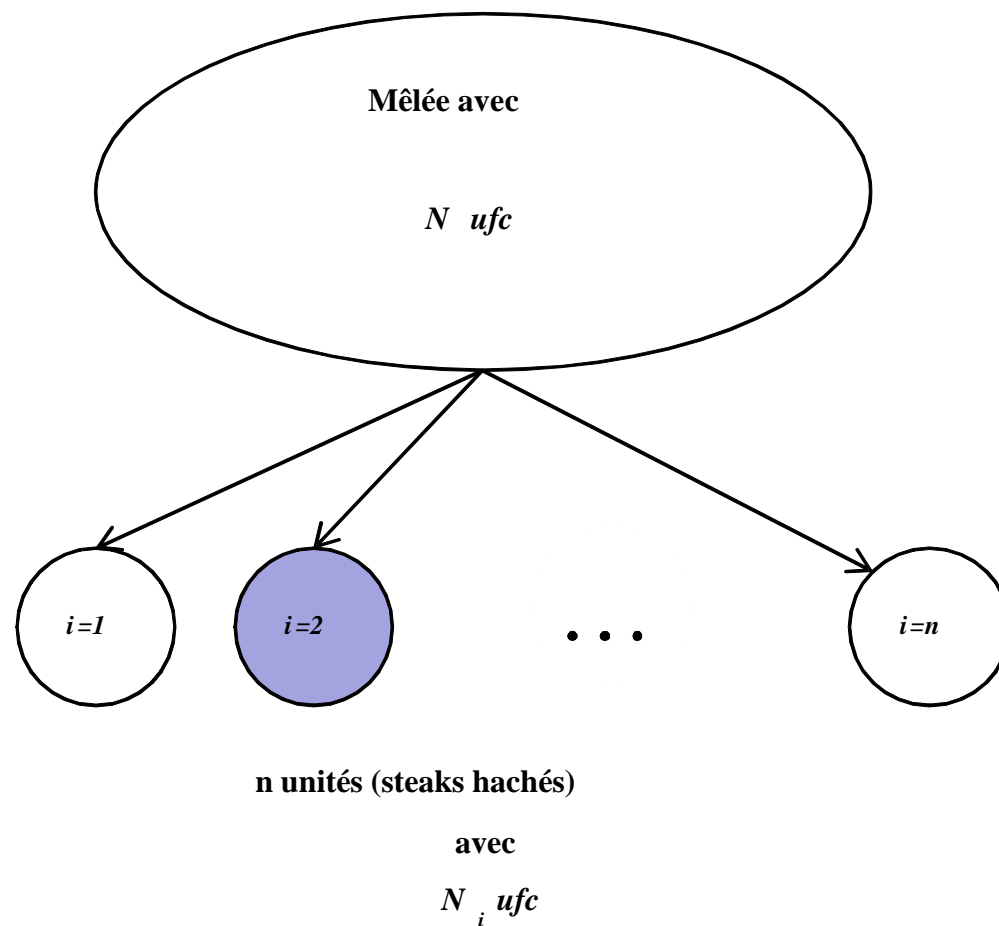 Mêlée avec
N ufc
i=1 i=2 . . . i=n
n unités (steaks hachés)
avec
N i ufc